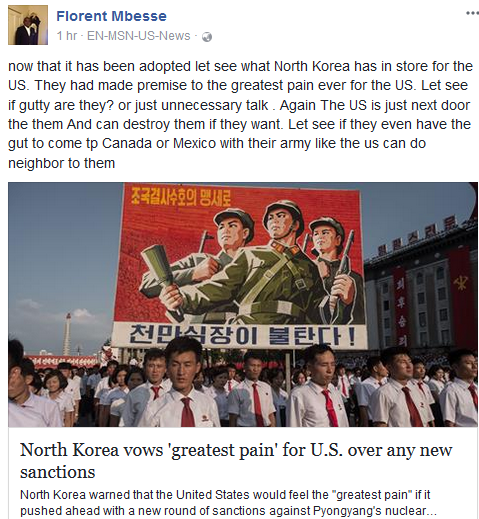 Florent Mbesse
1 hr · EN-MSN-US-News ·
now that it has been adopted let see what North Korea has in store for the
US. They had made premise to the greatest pain ever for the US. Let see
if gutty are they? or just unnecessary talk . Again The US is just next door
the them And can destroy them if they want. Let see if they even have the
gut to come tp Canada or Mexico with their army like the us can do
neighbor to them
조국결사수호의 맹세로
천만심장이 불탄다!
North Korea vows 'greatest pain' for U.S. over any new
sanctions
North Korea warned that the United States would feel the "greatest pain" if it
pushed ahead with a new round of sanctions against Pyongyang's nuclear...